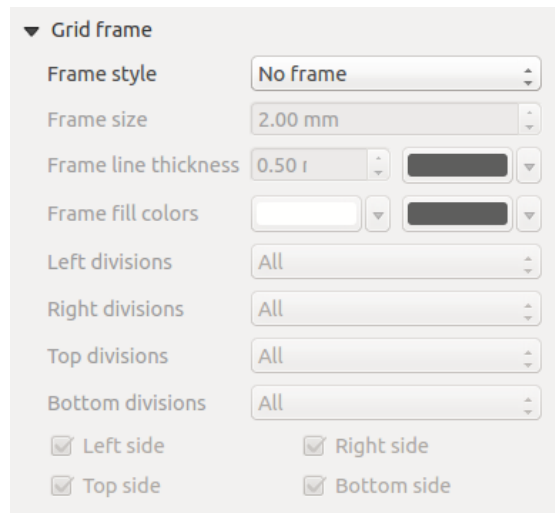 Grid frame
Frame style No frame
Frame size 2.00 mm
Frame line thickness 0.50
Frame fill colors
Left divisions All
Right divisions All
Top divisions All
Bottom divisions All
Left side Right side
Top side Bottom side